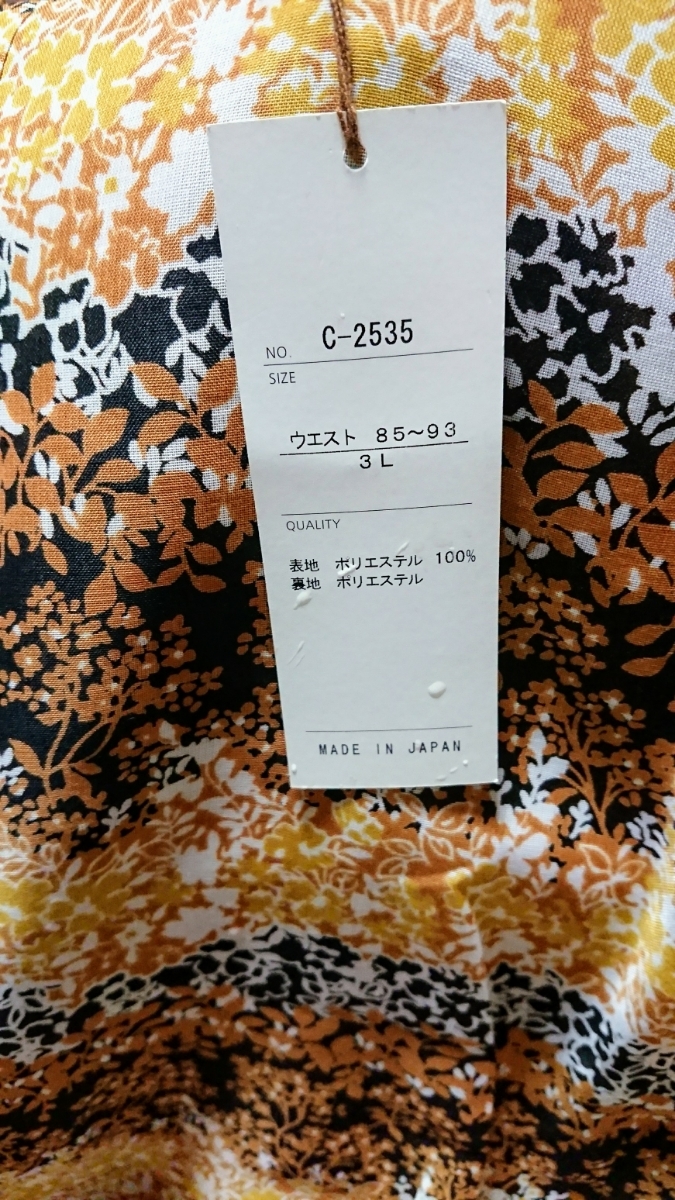 NO. C-2535
SIZE
ウエスト 85～93
3L
QUALITY
表地 ポリエステル 100%
裏地 ポリエステル
MADE IN JAPAN